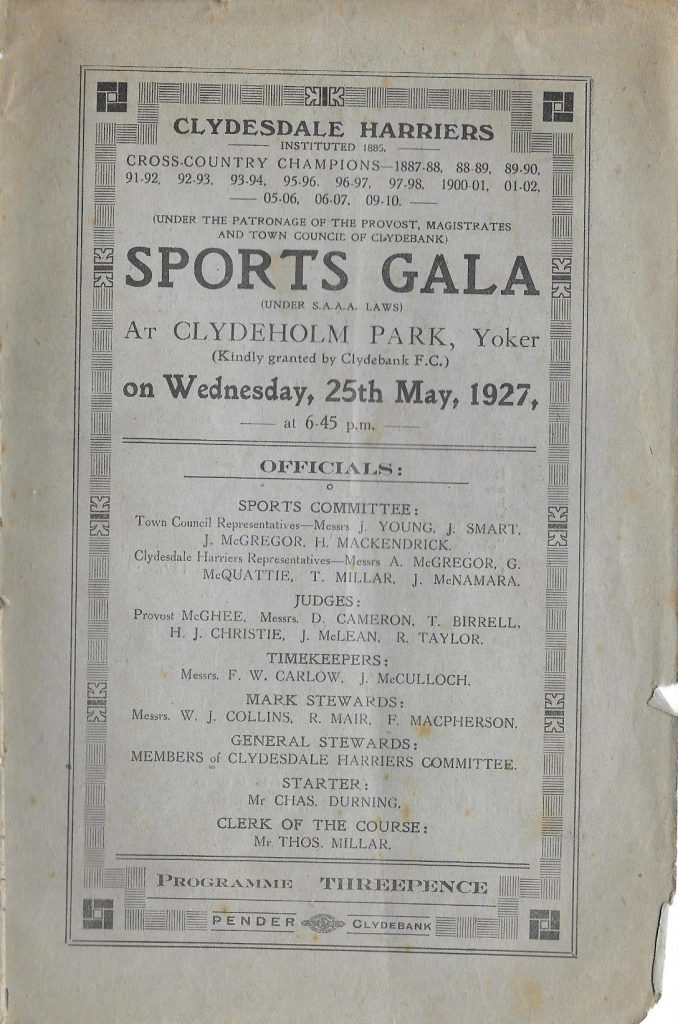 CLYDESDALE HARRIERS
INSTITUTED 1885.
CROSS-COUNTRY CHAMPIONS—1887-88, 88-89, 89-90,
91-92, 92-93, 93-94, 95-96, 96-97, 97-98, 1900-01, 01-02,
05-06, 06-07, 09-10.
(UNDER THE PATRONAGE OF THE PROVOST, MAGISTRATES
AND TOWN COUNCIL OF CLYDEBANK)
SPORTS GALA
(UNDER S.A.A.A. LAWS)
AT CLYDEHOLM PARK, Yoker
(Kindly granted by Clydebank F.C.)
on Wednesday, 25th May, 1927,
at 6-45 p.m.
OFFICIALS:
SPORTS COMMITTEE:
Town Council Representatives—Messrs J. YOUNG, J. SMART,
J. McGREGOR, H. MACKENDRICK.
Clydesdale Harriers Representatives—Messrs A. McGREGOR, G.
McQUATTIE, T. MILLAR, J. McNAMARA.
JUDGES:
Provost McGHEE, Messrs. D. CAMERON, T. BIRRELL,
H. J. CHRISTIE, J. McLEAN, R. TAYLOR.
TIMEKEEPERS:
Messrs. F. W. CARLOW, J. McCULLOCH.
MARK STEWARDS:
Messrs. W. J. COLLINS, R. MAIR, F. MACPHERSON.
GENERAL STEWARDS:
MEMBERS of CLYDESDALE HARRIERS COMMITTEE.
STARTER:
Mr CHAS. DURNING.
CLERK OF THE COURSE:
Mr THOS. MILLAR.
PROGRAMME THREEPENCE
PENDER CLYDEBANK